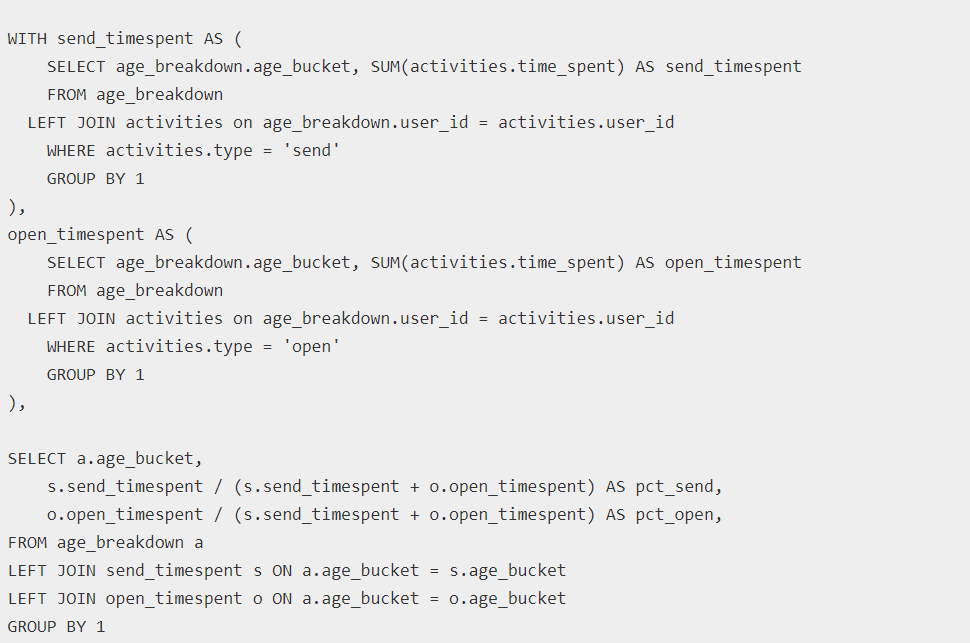 WITH send_timespent AS (
    SELECT age_breakdown.age_bucket, SUM(activities.time_spent) AS send_timespent
    FROM age_breakdown
  LEFT JOIN activities on age_breakdown.user_id = activities.user_id
    WHERE activities.type = 'send'
    GROUP BY 1
),
open_timespent AS (
    SELECT age_breakdown.age_bucket, SUM(activities.time_spent) AS open_timespent
    FROM age_breakdown
  LEFT JOIN activities on age_breakdown.user_id = activities.user_id
    WHERE activities.type = 'open'
    GROUP BY 1
),

SELECT a.age_bucket,
    s.send_timespent / (s.send_timespent + o.open_timespent) AS pct_send,
    o.open_timespent / (s.send_timespent + o.open_timespent) AS pct_open,
FROM age_breakdown a
LEFT JOIN send_timespent s ON a.age_bucket = s.age_bucket
LEFT JOIN open_timespent o ON a.age_bucket = o.age_bucket
GROUP BY 1